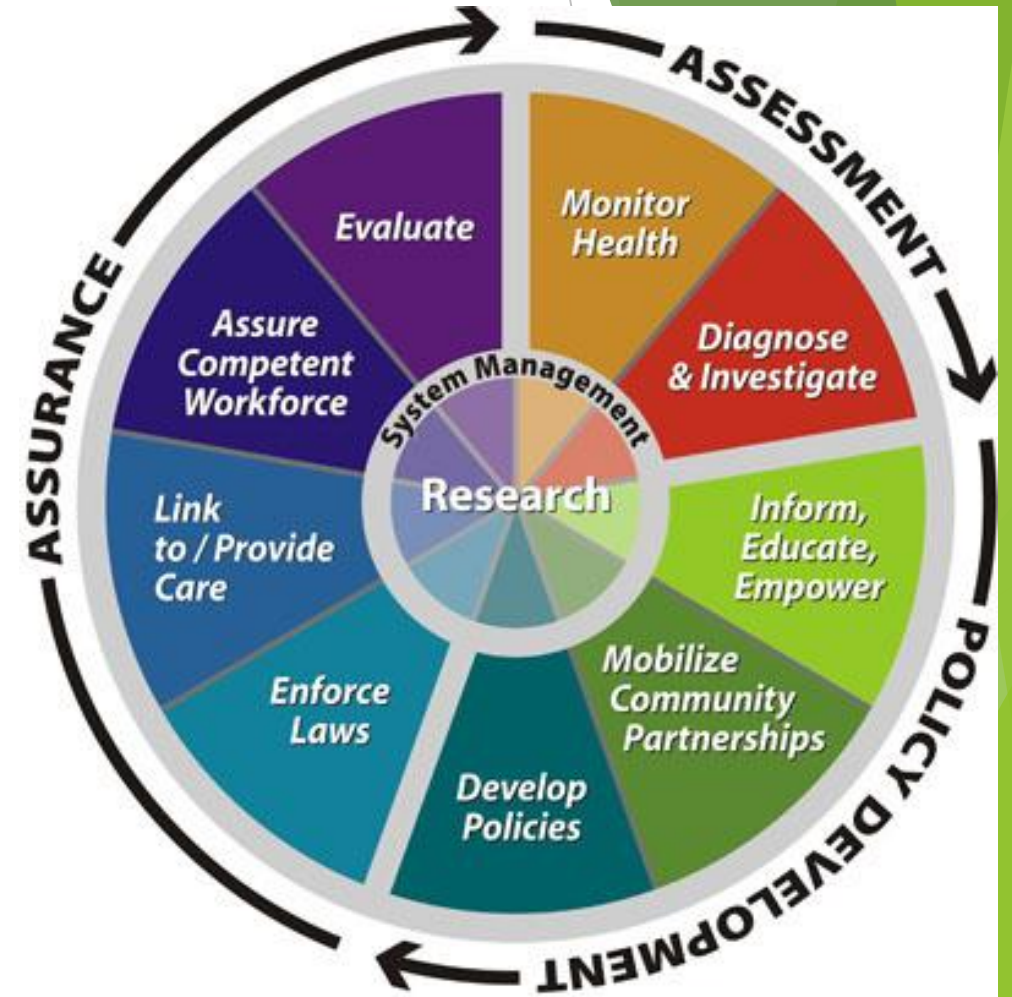 ASSESSMENT
Monitor
Health
Diagnose
& Investigate
POLICY DEVELOPMENT
Inform,
Educate,
Empower
Mobilize
Community
Partnerships
Develop
Policies
ASSURANCE
Enforce
Laws
Link
to / Provide
Care
Assure
Competent
Workforce
Evaluate
System Management
Research